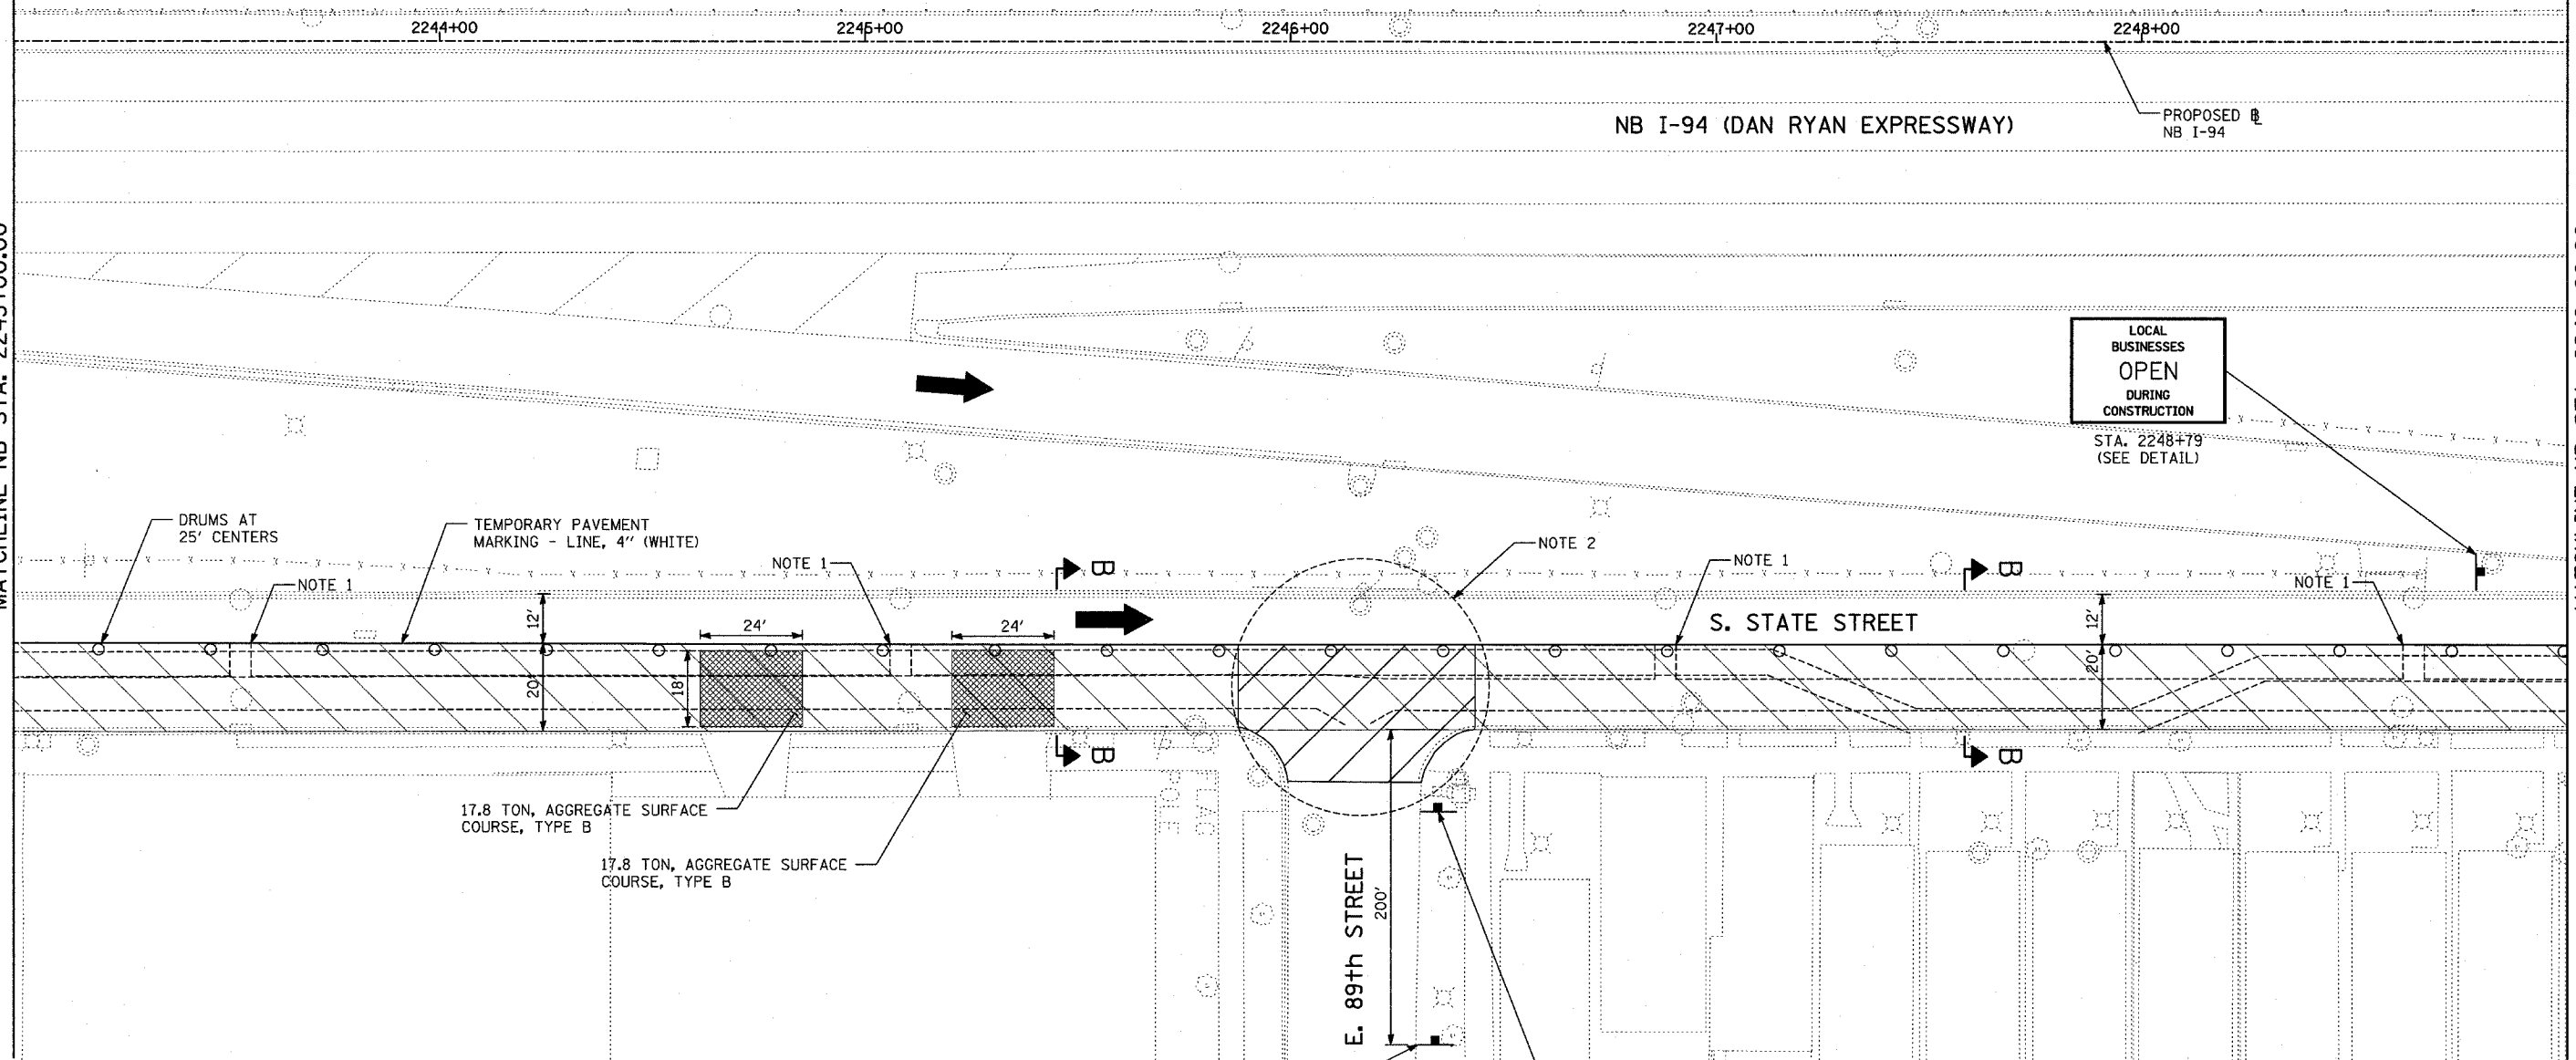 2244+00
2245+00
2246+00
2247+00
2248+00
NB I-94 (DAN RYAN EXPRESSWAY)
PROPOSED ℄
NB I-94
LOCAL
BUSINESSES
OPEN
DURING
CONSTRUCTION
STA. 2248+79
(SEE DETAIL)
DRUMS AT
25' CENTERS
TEMPORARY PAVEMENT
MARKING - LINE, 4" (WHITE)
NOTE 1
NOTE 1
NOTE 2
NOTE 1
NOTE 1
B
B
12'
24'
24'
S. STATE STREET
12'
20'
18'
20'
B
B
17.8 TON, AGGREGATE SURFACE
COURSE, TYPE B
17.8 TON, AGGREGATE SURFACE
COURSE, TYPE B
E. 89th STREET
200'